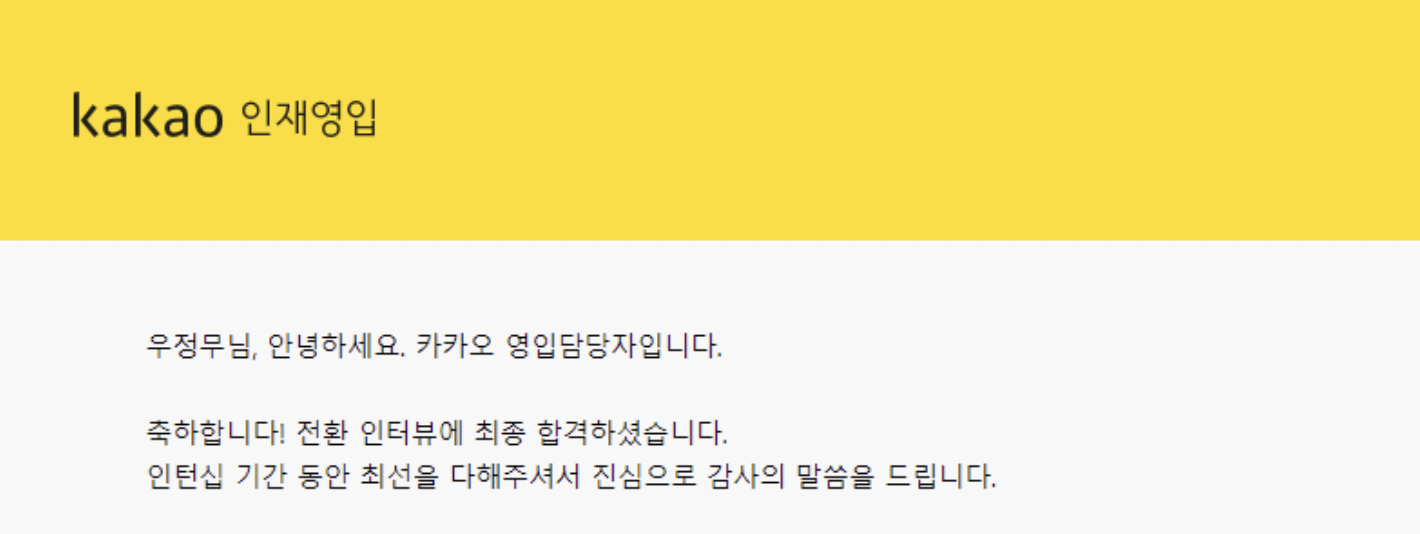 kakao 인재영입
우정무님, 안녕하세요. 카카오 영입담당자입니다.
축하합니다! 전환 인터뷰에 최종 합격하셨습니다.
인턴십 기간 동안 최선을 다해주셔서 진심으로 감사의 말씀을 드립니다.